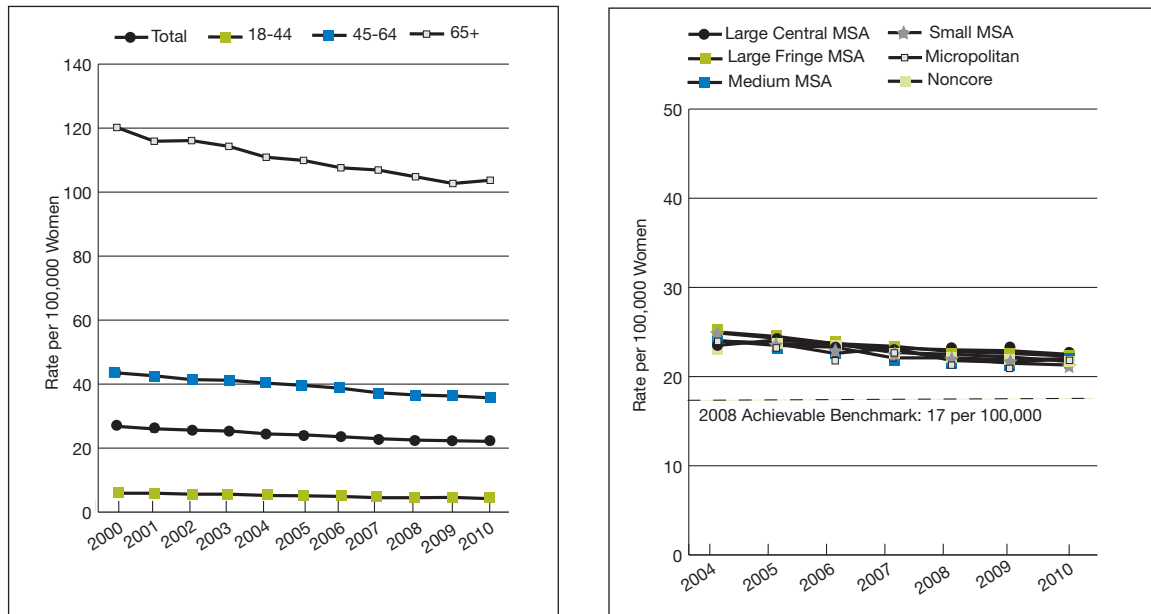 Total 18-44 45-64 65+
140
120
100
80
60
40
20
0
Rate per 100,000 Women
2000 2001 2002 2003 2004 2005 2006 2007 2008 2009 2010
Large Central MSA Small MSA
Large Fringe MSA Micropolitan
Medium MSA Noncore
50
40
30
20
10
0
Rate per 100,000 Women
2008 Achievable Benchmark: 17 per 100,000
2004 2005 2006 2007 2008 2009 2010